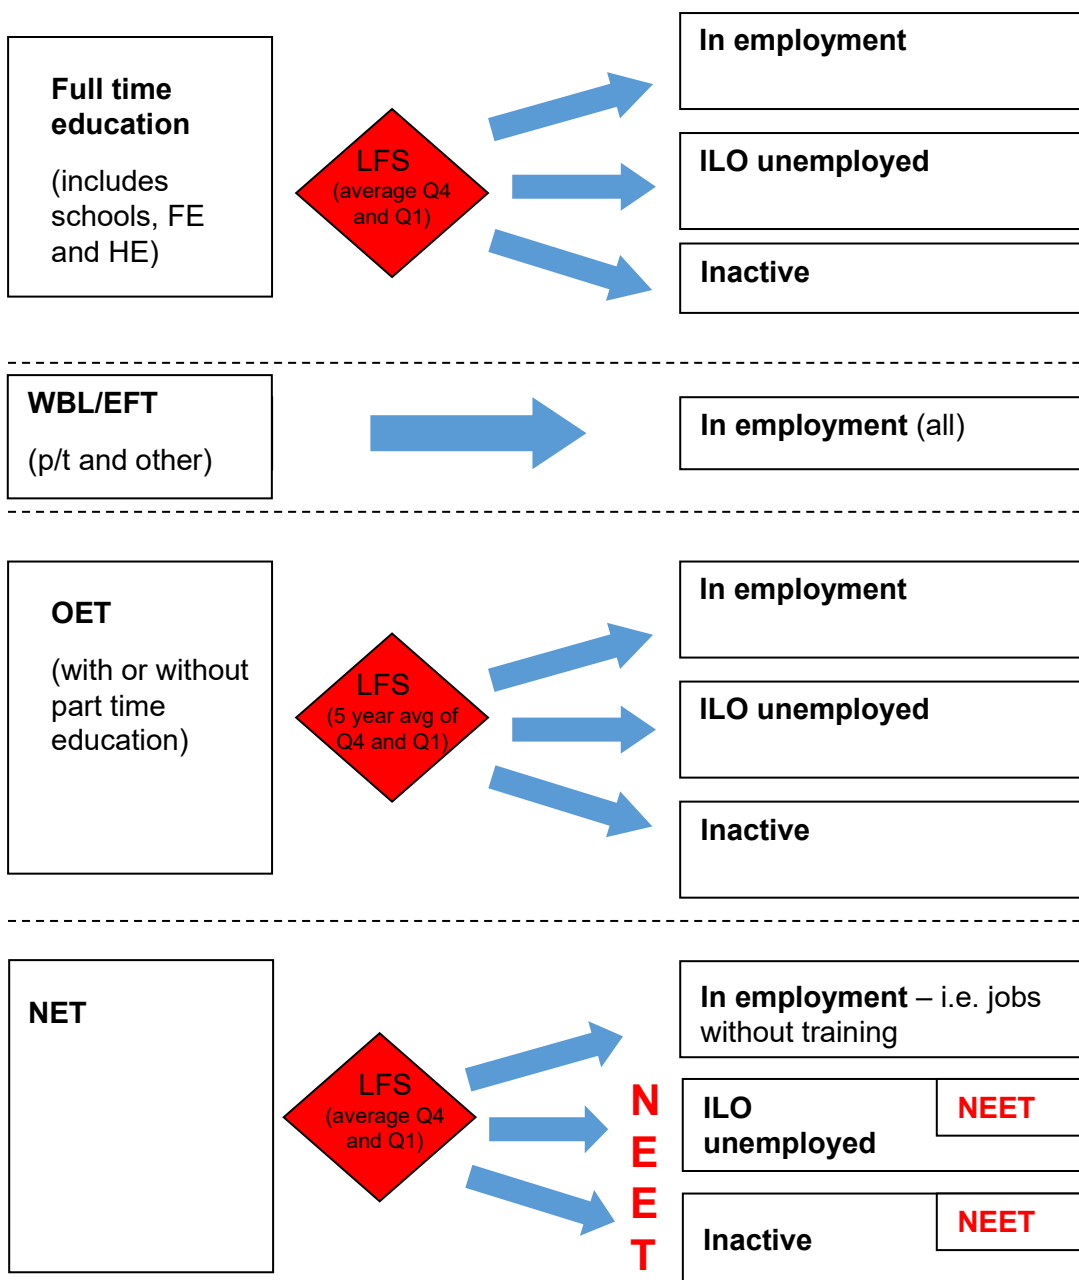 Full time
education
(includes
schools, FE
and HE)
LFS
(average Q4
and Q1)
In employment
ILO unemployed
Inactive
WBL/EFT
(p/t and other)
In employment (all)
OET
(with or without
part time
education)
LFS
(5 year avg of
Q4 and Q1)
In employment
ILO unemployed
Inactive
NET
LFS
(average Q4
and Q1)
N
E
E
T
In employment – i.e. jobs
without training
ILO
unemployed
NEET
Inactive
NEET